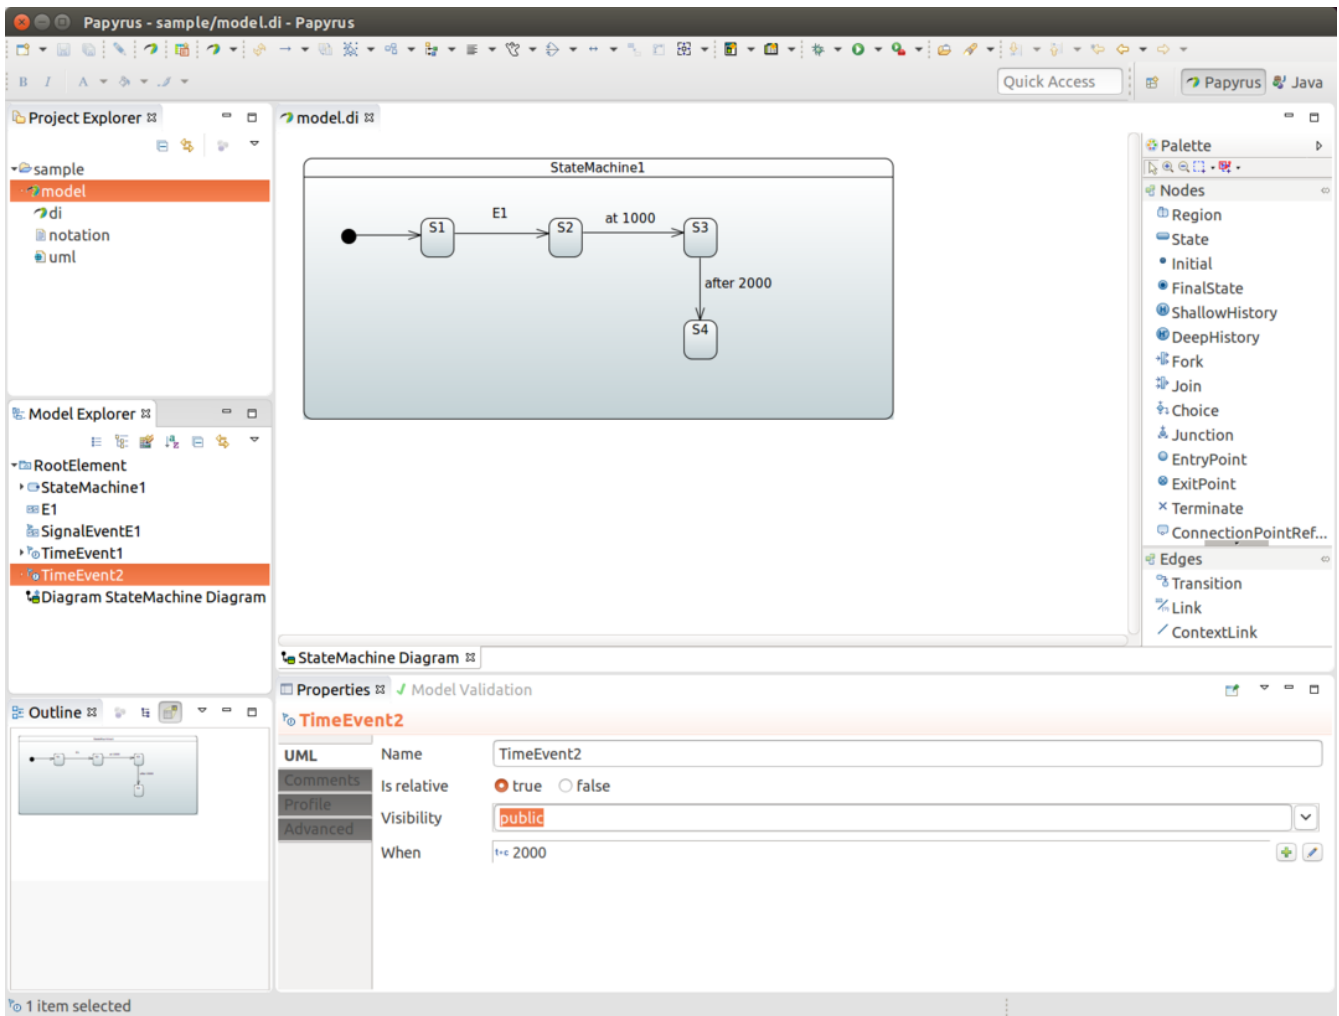 Papyrus - sample/model.di - Papyrus
B I A
Quick Access
Papyrus
Java
Project Explorer
sample
model
di
notation
uml
Model Explorer
RootElement
StateMachine1
E1
SignalEventE1
TimeEvent1
TimeEvent2
Diagram StateMachine Diagram
Outline
model.di
StateMachine1
S1
E1
S2
at 1000
S3
after 2000
S4
Palette
Nodes
Region
State
Initial
FinalState
ShallowHistory
DeepHistory
Fork
Join
Choice
Junction
EntryPoint
ExitPoint
Terminate
ConnectionPointRef...
Edges
Transition
Link
ContextLink
StateMachine Diagram
Properties
Model Validation
TimeEvent2
UML
Comments
Profile
Advanced
Name
TimeEvent2
Is relative
true
false
Visibility
public
When
2000
1 item selected